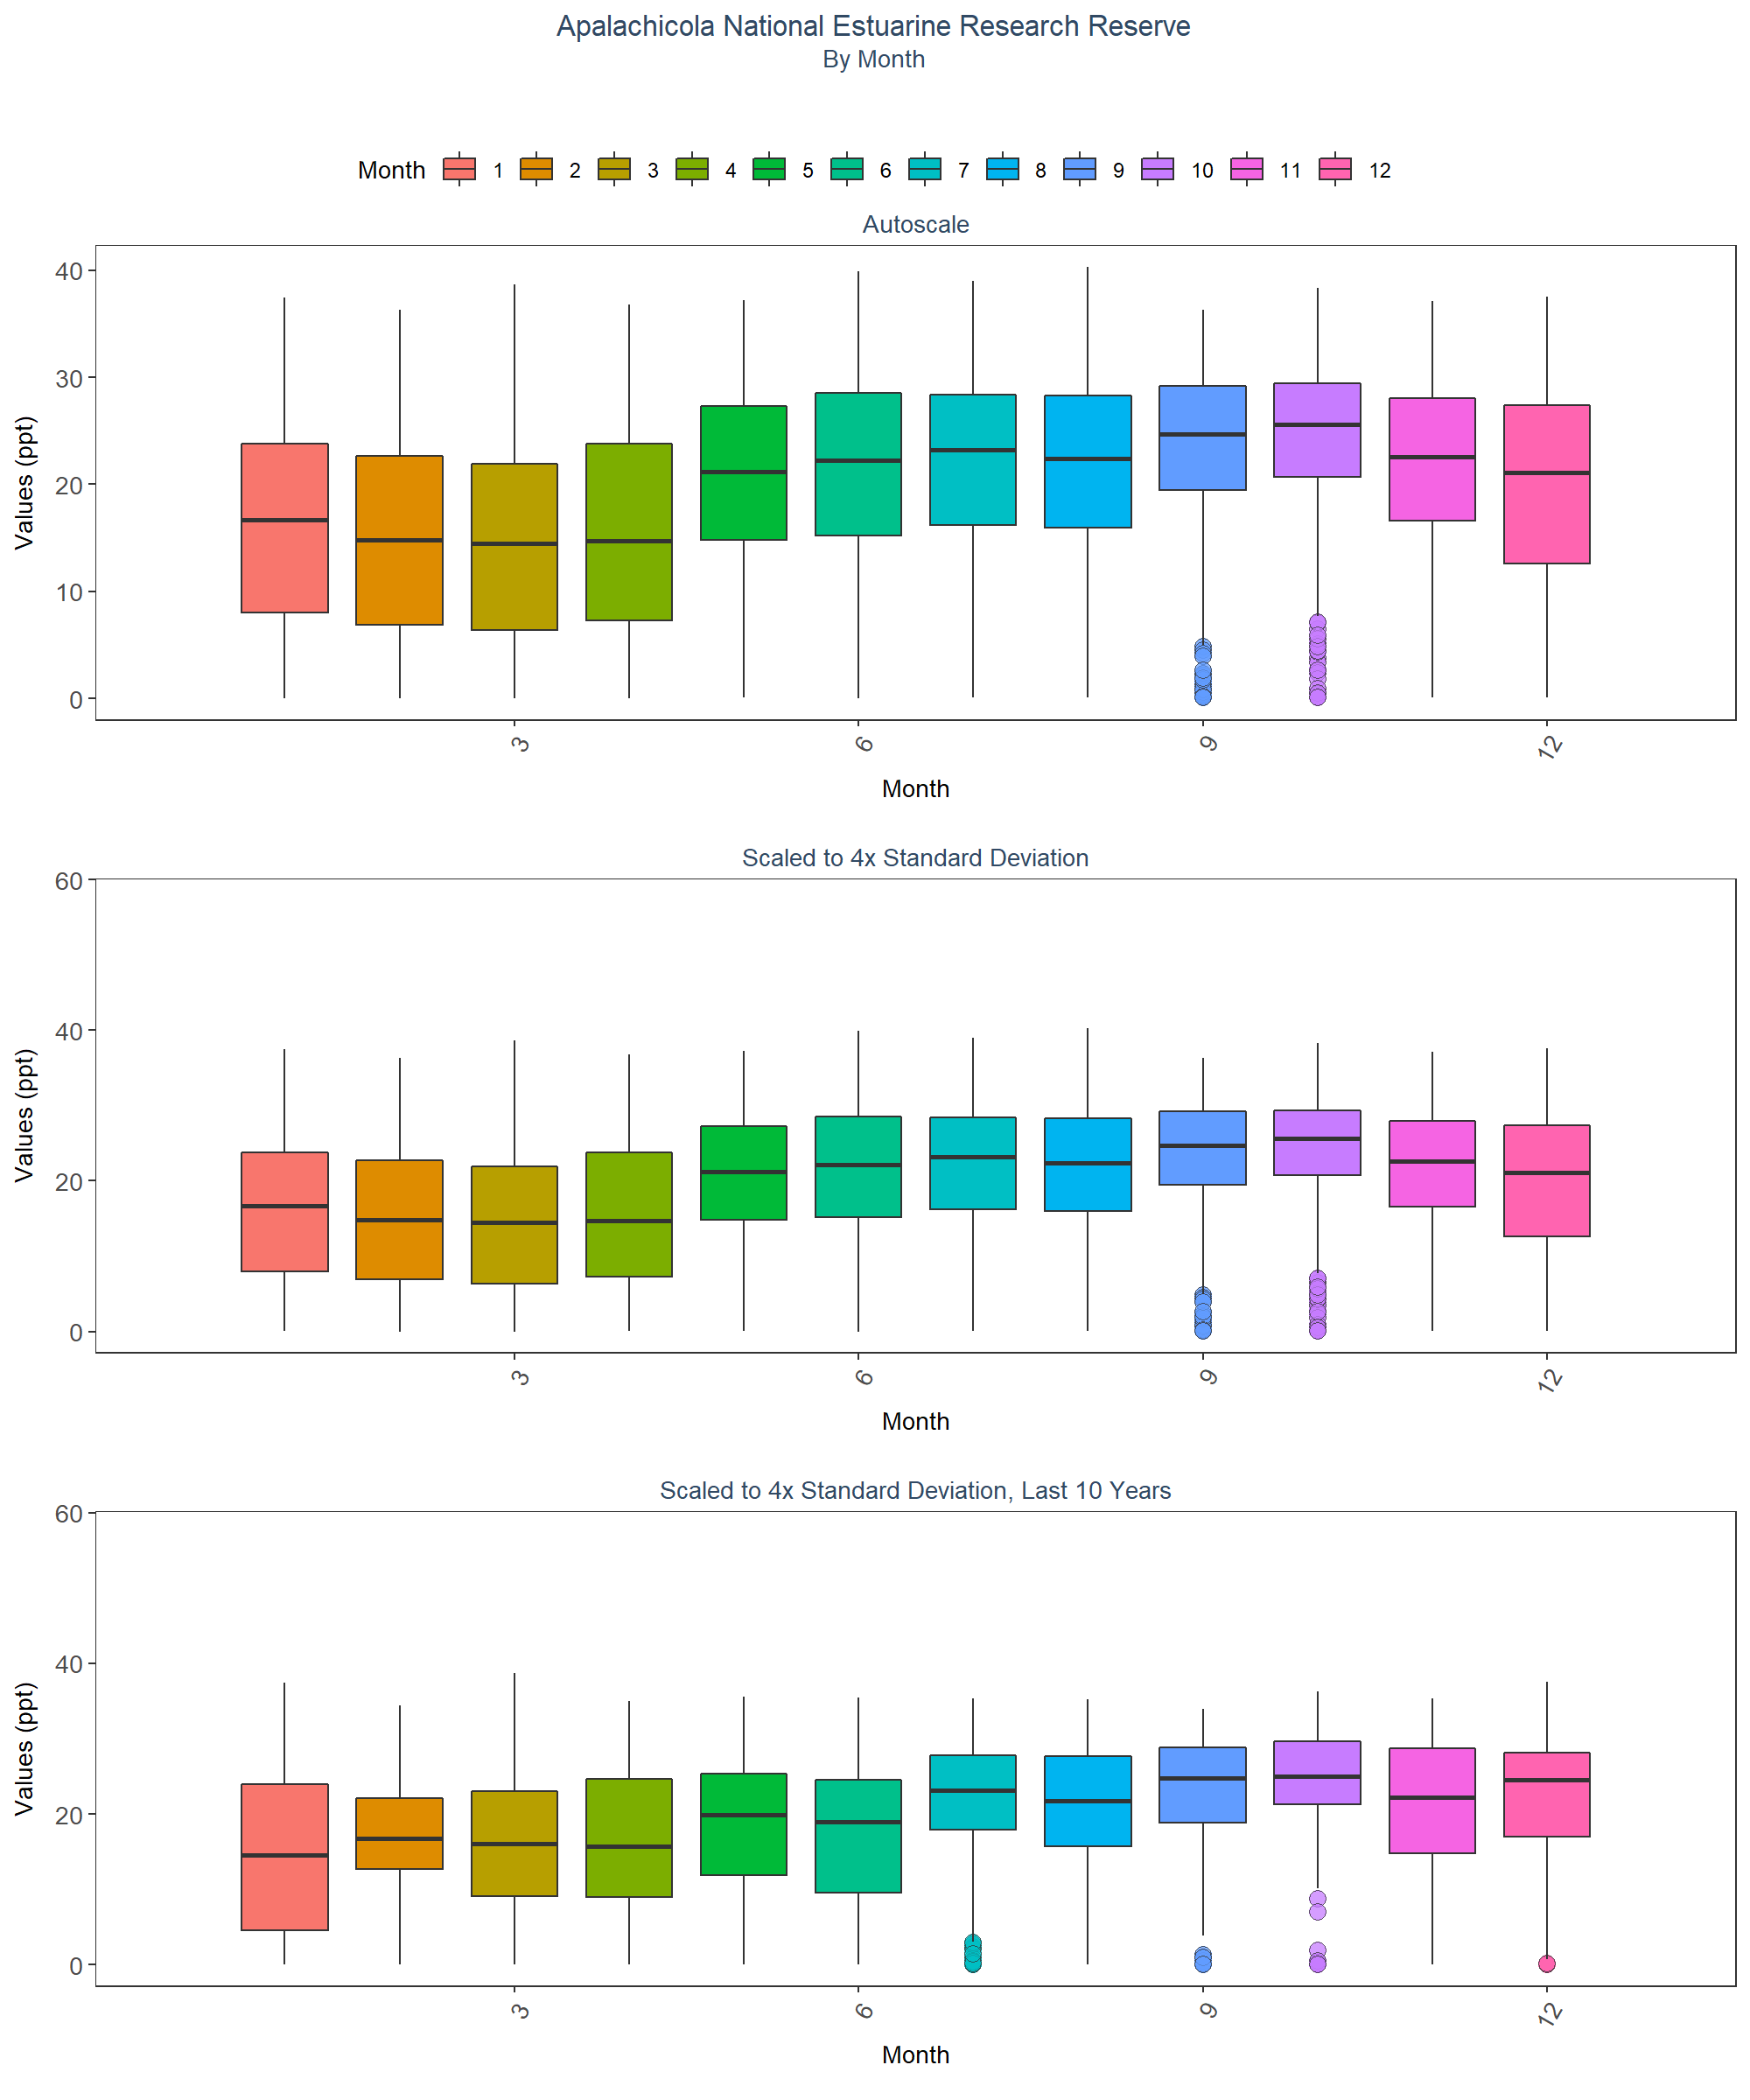 Apalachicola National Estuarine Research Reserve
By Month
Month 1 2 3 4 5 6 7 8 9 10 11 12
Autoscale
Values (ppt)
40
30
20
10
0
3 6 9 12
Month
Scaled to 4x Standard Deviation
Values (ppt)
60
40
20
0
3 6 9 12
Month
Scaled to 4x Standard Deviation, Last 10 Years
Values (ppt)
60
40
20
0
3 6 9 12
Month